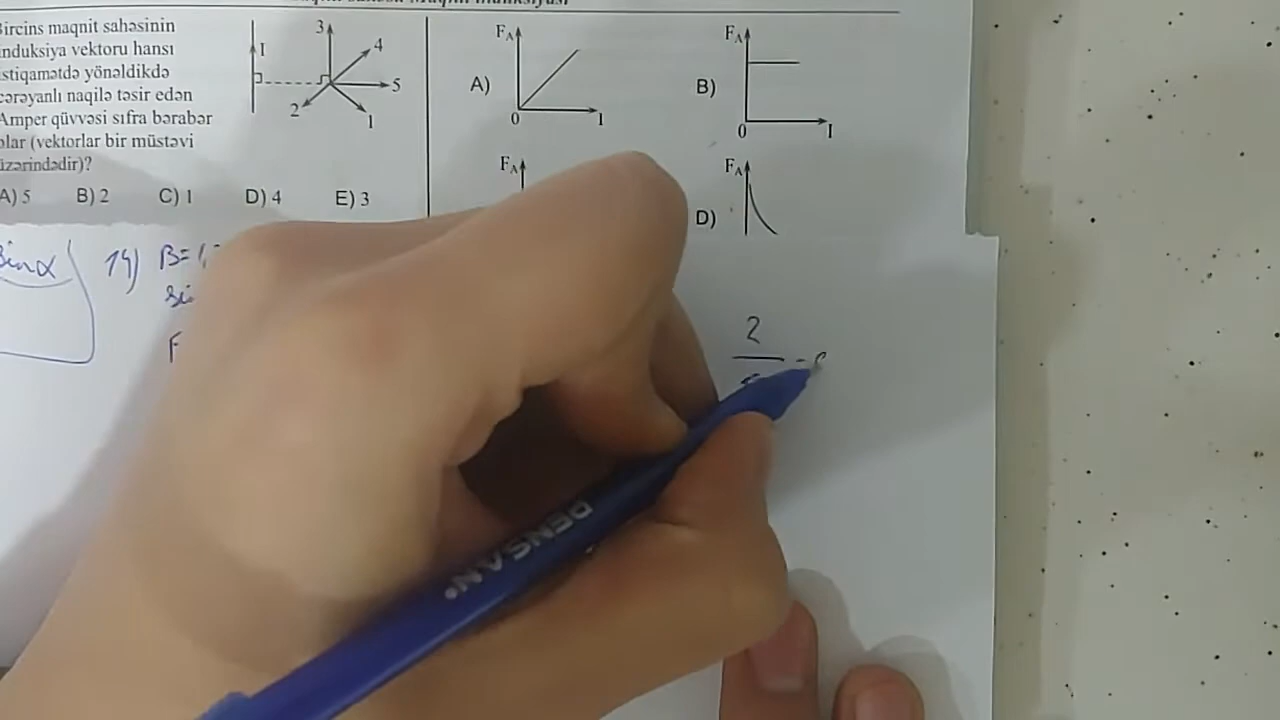 Bircins maqnit sahəsinin
induksiya vektoru hansı
istiqamətdə yönəldikdə
cərəyanlı naqilə təsir edən
Amper qüvvəsi sıfra bərabər
olar (vektorlar bir müstəvi
üzərindədir)?
I
3
4
5
2
1
A) 5 B) 2 C) 1 D) 4 E) 3
A)
F_A
0
I
B)
F_A
0
I
F_A
D)
F_A
sinα
14) B=1,
F
2
PENSAN